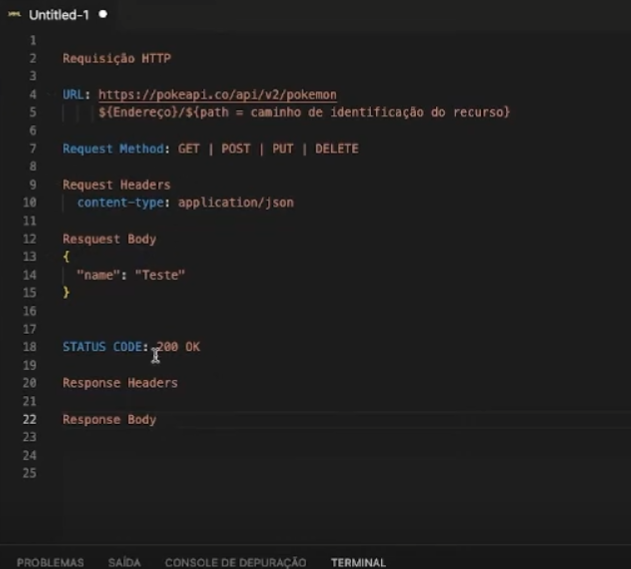 Untitled-1
1
2 Requisição HTTP
3
4 URL: https://pokeapi.co/api/v2/pokemon
5 ${Endereço}/${path = caminho de identificação do recurso}
6
7 Request Method: GET | POST | PUT | DELETE
8
9 Request Headers
10 content-type: application/json
11
12 Resquest Body
13 {
14 "name": "Teste"
15 }
16
17
18 STATUS CODE: 200 OK
19
20 Response Headers
21
22 Response Body
23
24
25
PROBLEMAS SAÍDA CONSOLE DE DEPURAÇÃO TERMINAL